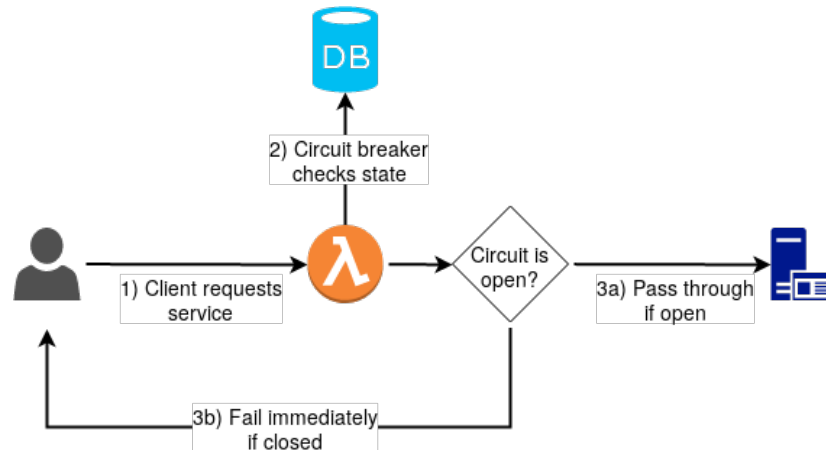 DB
2) Circuit breaker
checks state
λ
Circuit is
open?
1) Client requests
service
3a) Pass through
if open
3b) Fail immediately
if closed